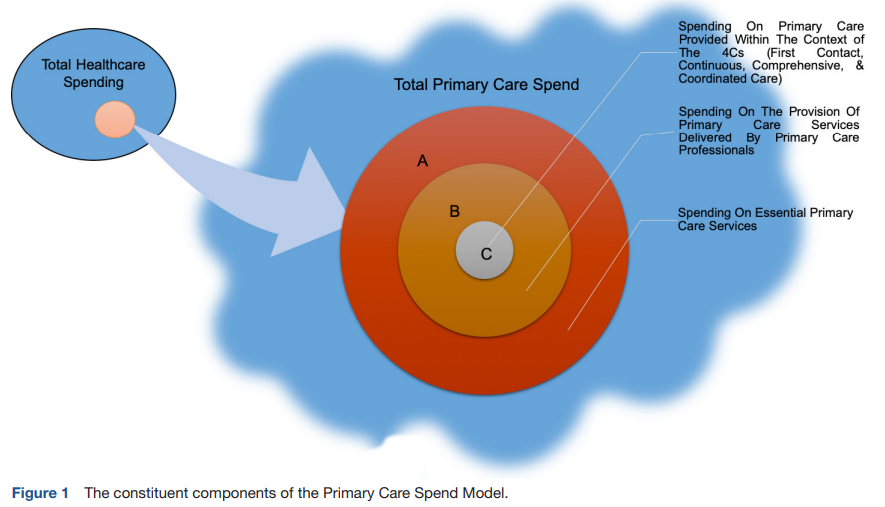 Total Healthcare
Spending
Total Primary Care Spend
A
B
C
Spending On Primary Care
Provided Within The Context of
The 4Cs (First Contact,
Continuous, Comprehensive, &
Coordinated Care)
Spending On The Provision Of
Primary Care Services
Delivered By Primary Care
Professionals
Spending On Essential Primary
Care Services
Figure 1 The constituent components of the Primary Care Spend Model.